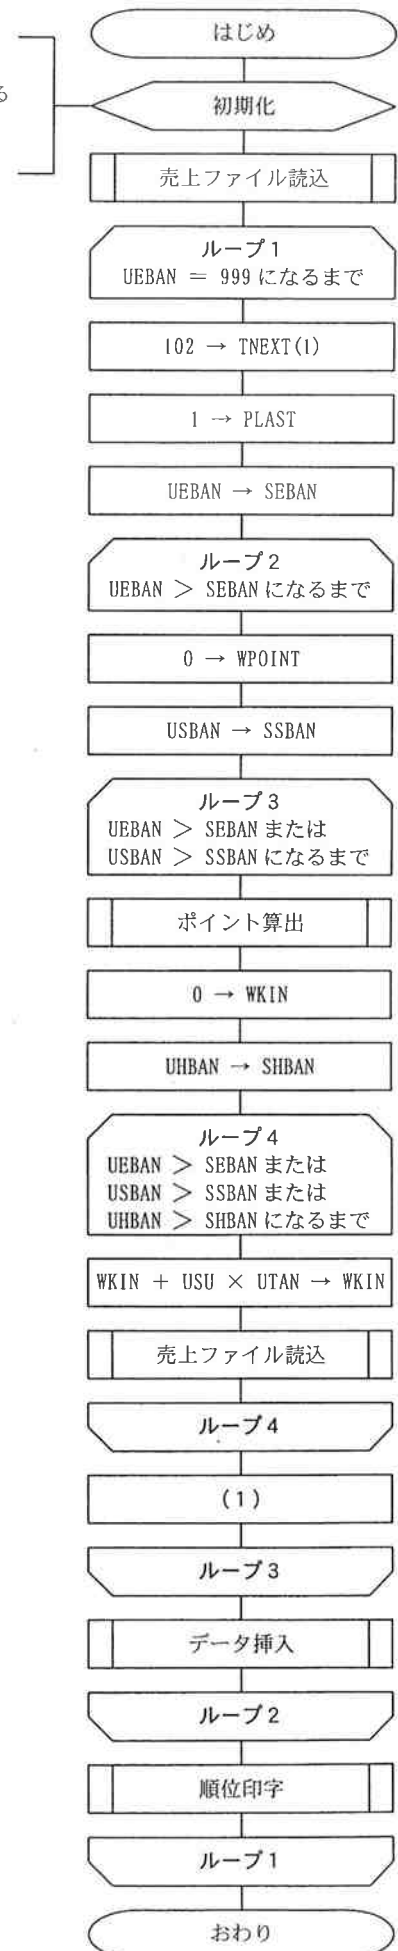 はじめ
る
初期化
売上ファイル読込
ループ1
UEBAN = 999 になるまで
102 → TNEXT(1)
1 → PLAST
UEBAN → SEBAN
ループ2
UEBAN > SEBAN になるまで
0 → WPOINT
USBAN → SSBAN
ループ3
UEBAN > SEBAN または
USBAN > SSBAN になるまで
ポイント算出
0 → WKIN
UHBAN → SHBAN
ループ4
UEBAN > SEBAN または
USBAN > SSBAN または
UHBAN > SHBAN になるまで
WKIN + USU × UTAN → WKIN
売上ファイル読込
ループ4
(1)
ループ3
データ挿入
ループ2
順位印字
ループ1
おわり